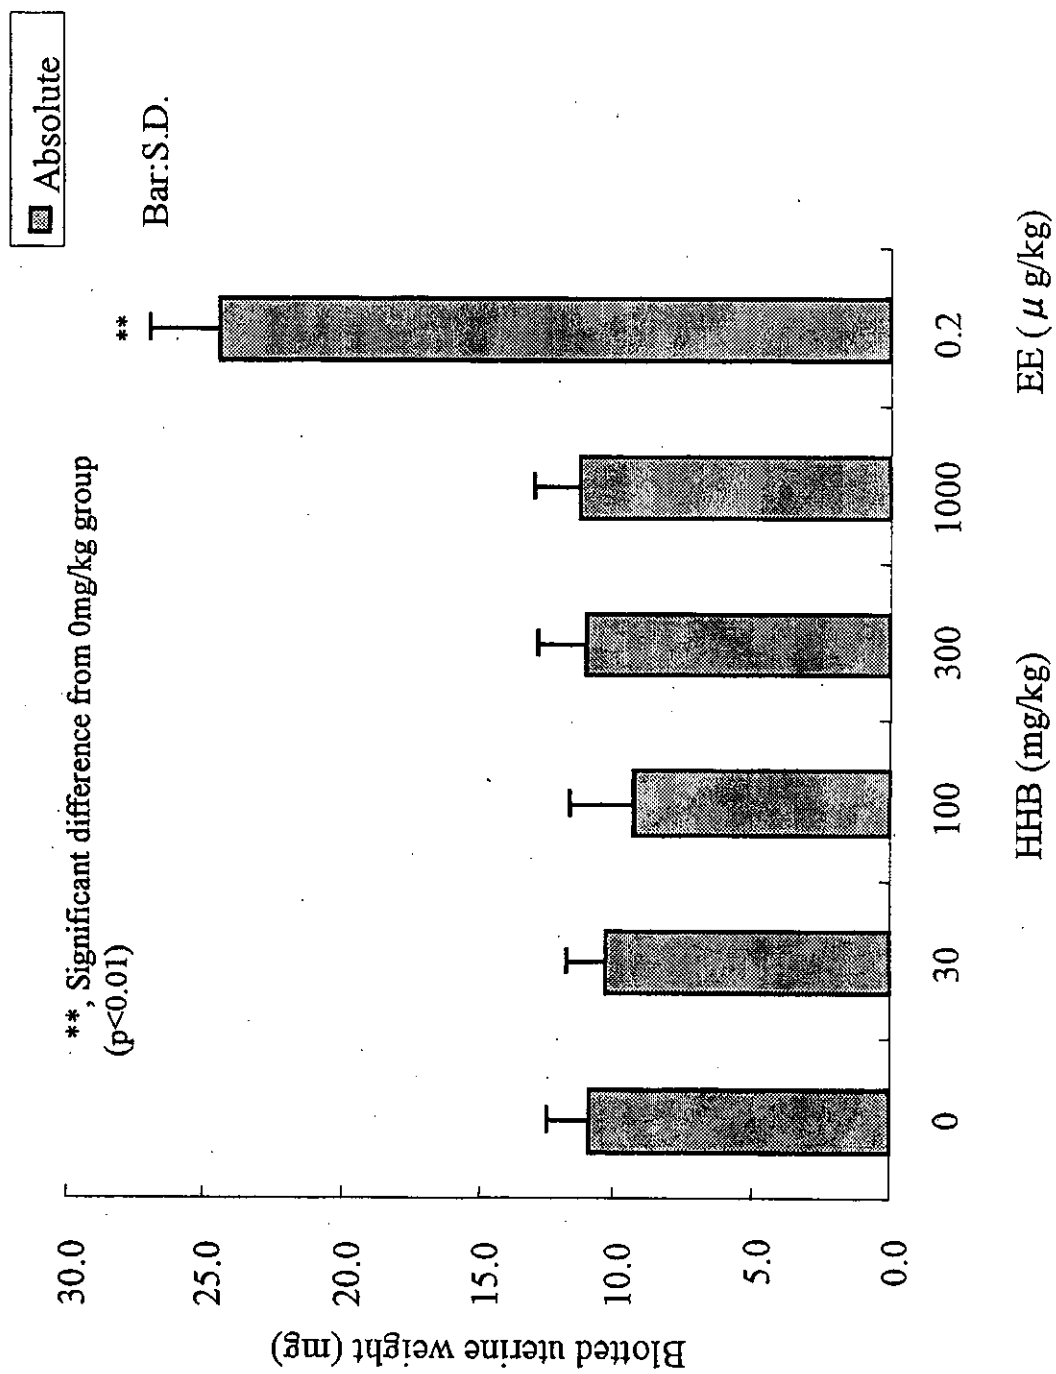 Absolute
Bar:S.D.
**, Significant difference from 0mg/kg group
(p<0.01)
**
Blotted uterine weight (mg)
30.0
25.0
20.0
15.0
10.0
5.0
0.0
0 30 100 300 1000 0.2
HHB (mg/kg) EE ( μ g/kg)